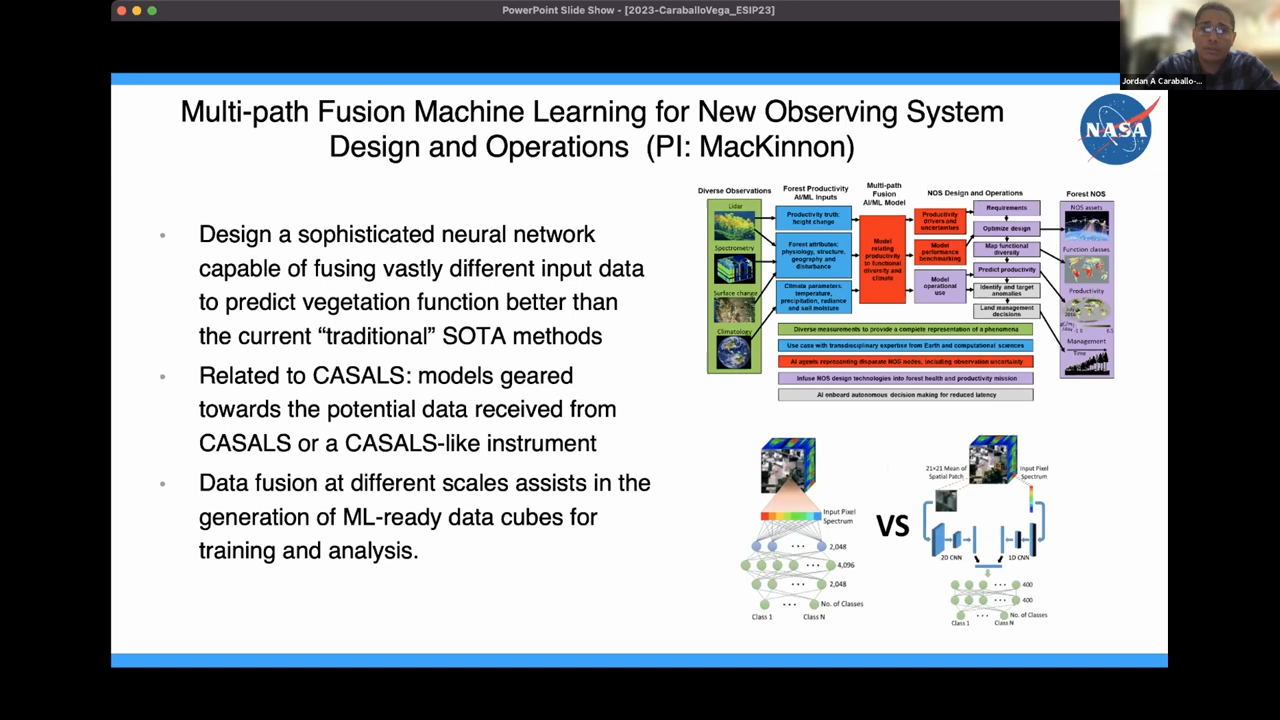 PowerPoint Slide Show - [2023-CaraballoVega_ESIP23]
Jordan A Caraballo-...
Multi-path Fusion Machine Learning for New Observing System
Design and Operations (PI: MacKinnon)
NASA
• Design a sophisticated neural network
capable of fusing vastly different input data
to predict vegetation function better than
the current “traditional” SOTA methods
• Related to CASALS: models geared
towards the potential data received from
CASALS or a CASALS-like instrument
• Data fusion at different scales assists in the
generation of ML-ready data cubes for
training and analysis.
Diverse Observations
Lidar
Spectrometry
Surface change
Climatology
Forest Productivity
AI/ML Inputs
Productivity truth:
height change
Forest attributes:
physiology, structure,
geography and
disturbance
Climate parameters.
temperature,
precipitation, radiance
and soil moisture
Multi-path
Fusion
AI/ML Model
Model
relating
productivity
to functional
diversity and
climate
NOS Design and Operations
Productivity
drivers and
uncertainties
Model
performance
benchmarking
Model
operational
use
Requirements
Optimize design
Map functional
diversity
Predict productivity
Identify and target
anomalies
Land management
decisions
Forest NOS
NOS assets
Function classes
Productivity
Management
Time
Diverse measurements to provide a complete representation of a phenomena
Use case with transdisciplinary expertise from Earth and computational sciences
AI agents representing disparate NOS nodes, including observation uncertainty
Infuse NOS design technologies into forest health and productivity mission
AI onboard autonomous decision making for reduced latency
Input Pixel
Spectrum
2,048
4,096
2,048
No. of Classes
Class 1
Class N
VS
21×21 Mean of
Spatial Patch
Input Pixel
Spectrum
2D CNN
1D CNN
400
400
No. of Classes
Class 1
Class N